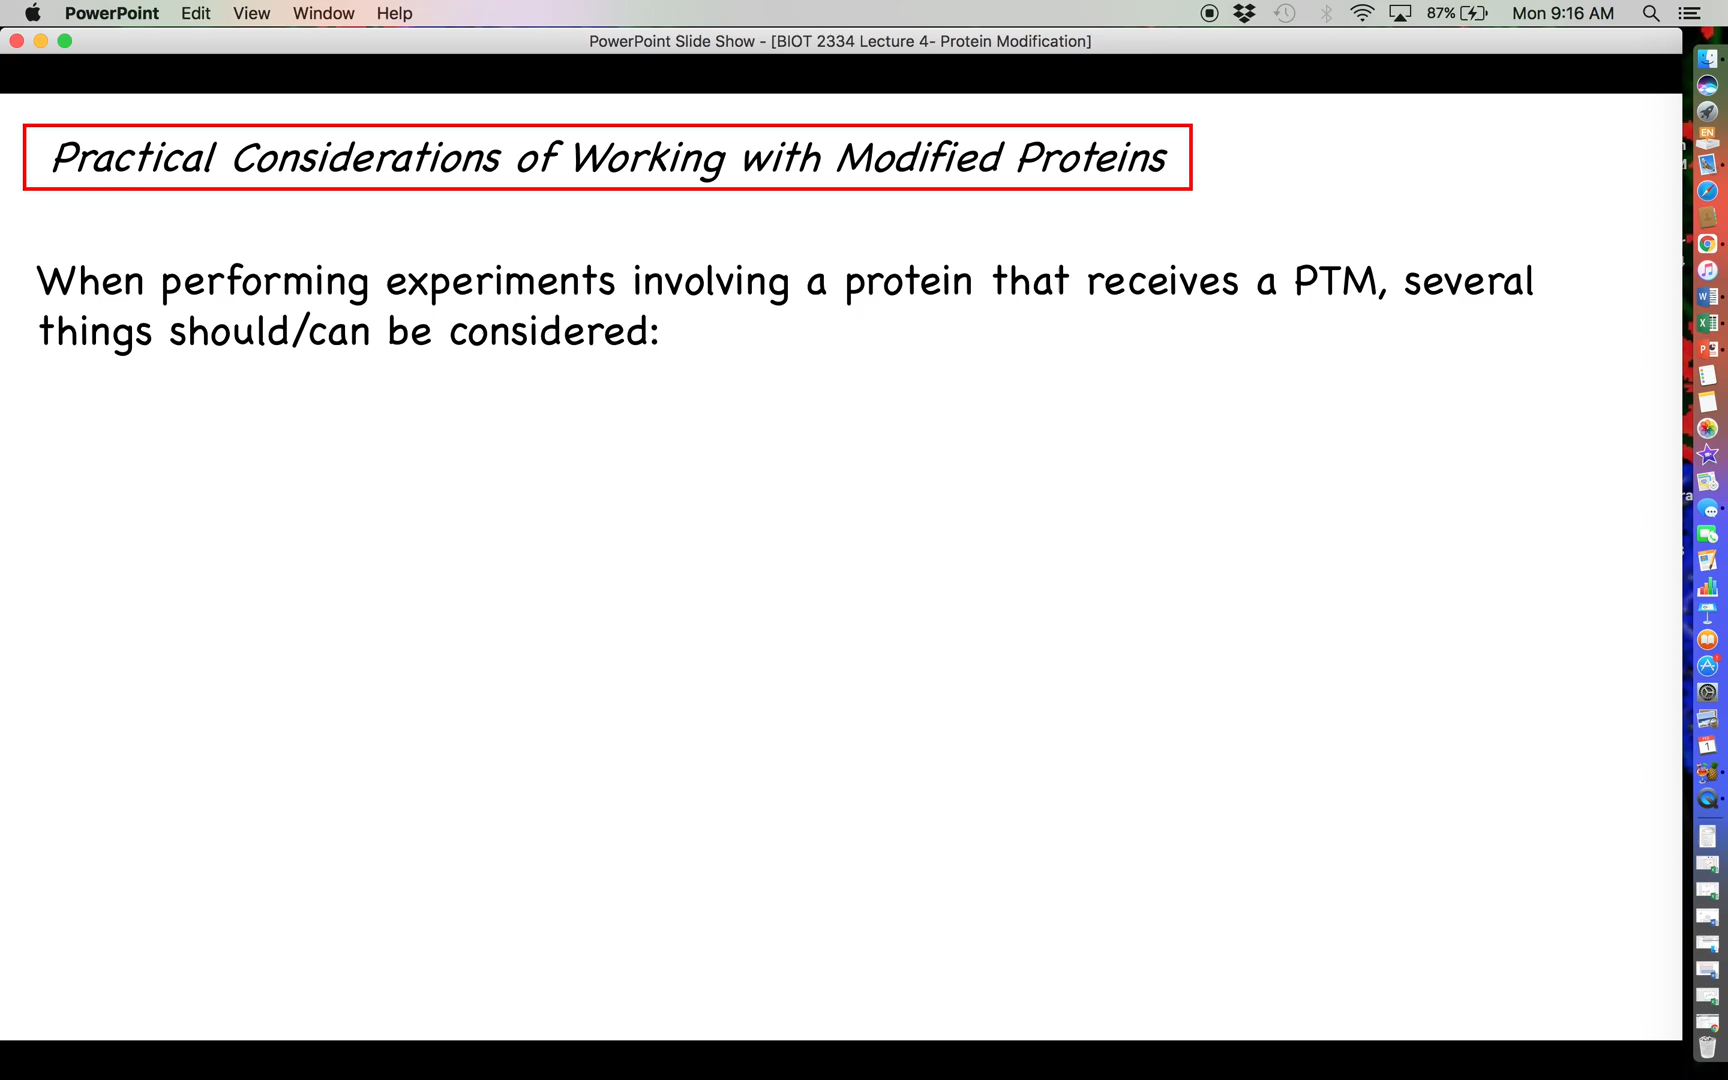 PowerPoint Edit View Window Help 87% Mon 9:16 AM
PowerPoint Slide Show - [BIOT 2334 Lecture 4- Protein Modification]
Practical Considerations of Working with Modified Proteins
When performing experiments involving a protein that receives a PTM, several
things should/can be considered: